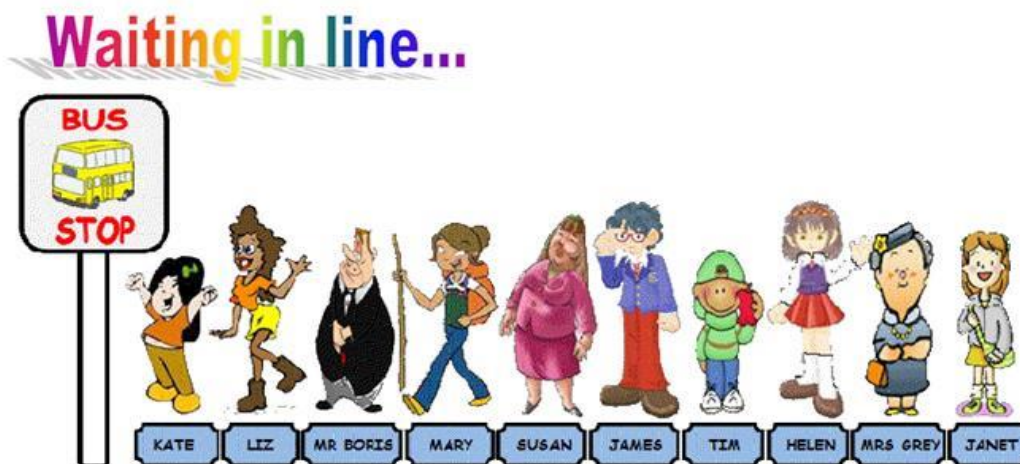 Waiting in line...
BUS
STOP
KATE LIZ MR BORIS MARY SUSAN JAMES TIM HELEN MRS GREY JANET